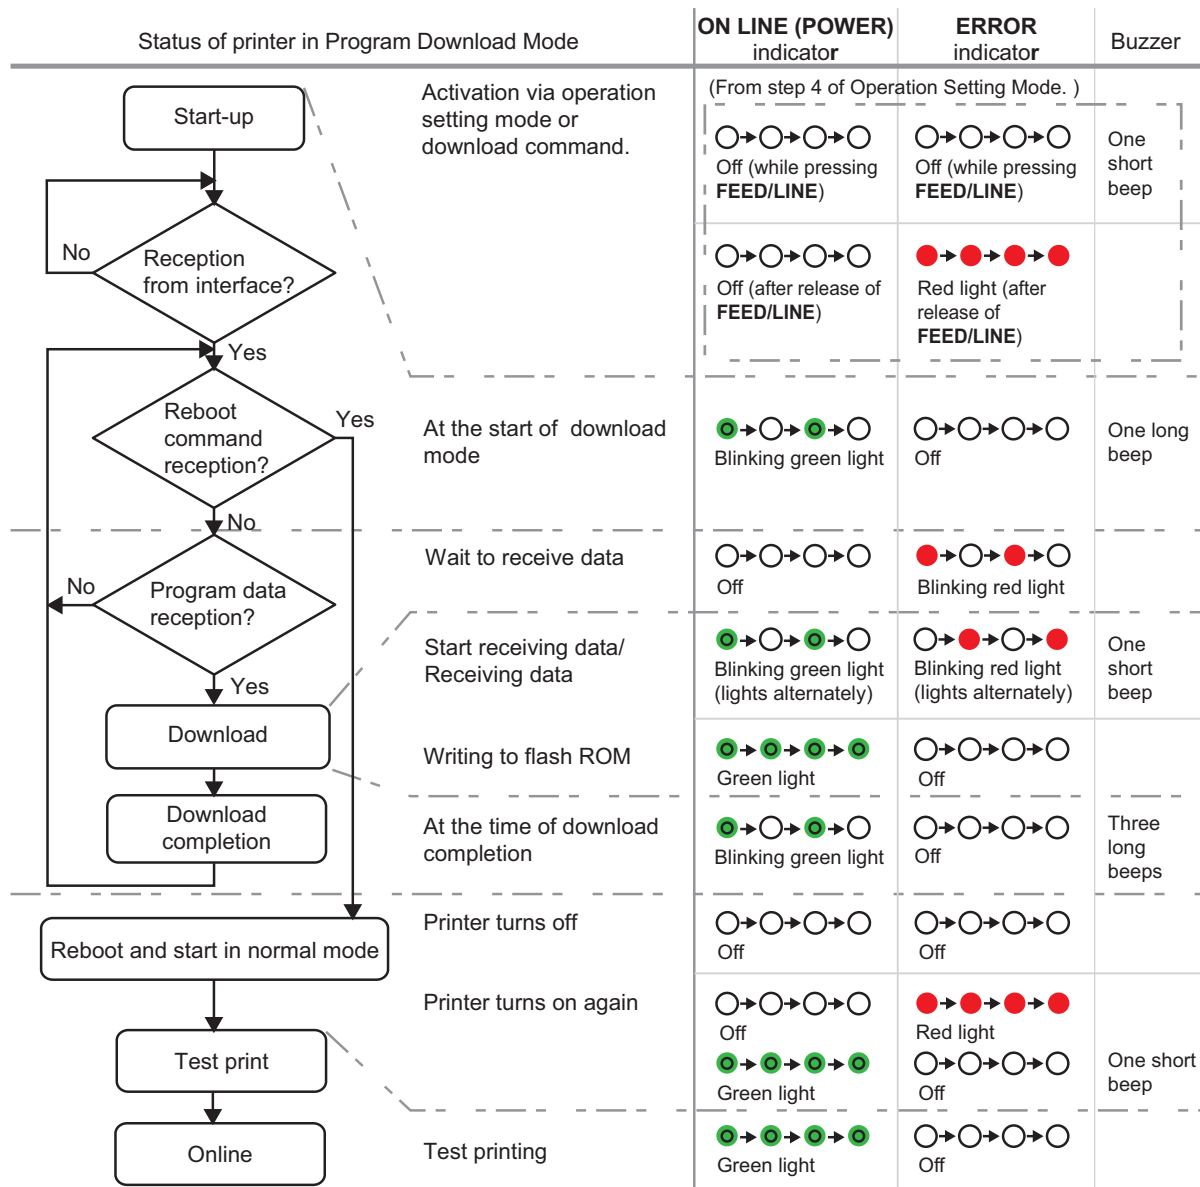 Status of printer in Program Download Mode
ON LINE (POWER)
indicator
ERROR
indicator
Buzzer
Start-up
Activation via operation
setting mode or
download command.
(From step 4 of Operation Setting Mode. )
Off (while pressing
FEED/LINE)
Off (while pressing
FEED/LINE)
One
short
beep
No
Reception
from interface?
Off (after release of
FEED/LINE)
Red light (after
release of
FEED/LINE)
Yes
Reboot
command
reception?
Yes
At the start of download
mode
Blinking green light
Off
One long
beep
No
Wait to receive data
Off
Blinking red light
No
Program data
reception?
Start receiving data/
Receiving data
Blinking green light
(lights alternately)
Blinking red light
(lights alternately)
One
short
beep
Yes
Download
Writing to flash ROM
Green light
Off
Download
completion
At the time of download
completion
Blinking green light
Off
Three
long
beeps
Printer turns off
Off
Off
Reboot and start in normal mode
Printer turns on again
Off
Red light
Test print
Green light
Off
One short
beep
Online
Test printing
Green light
Off